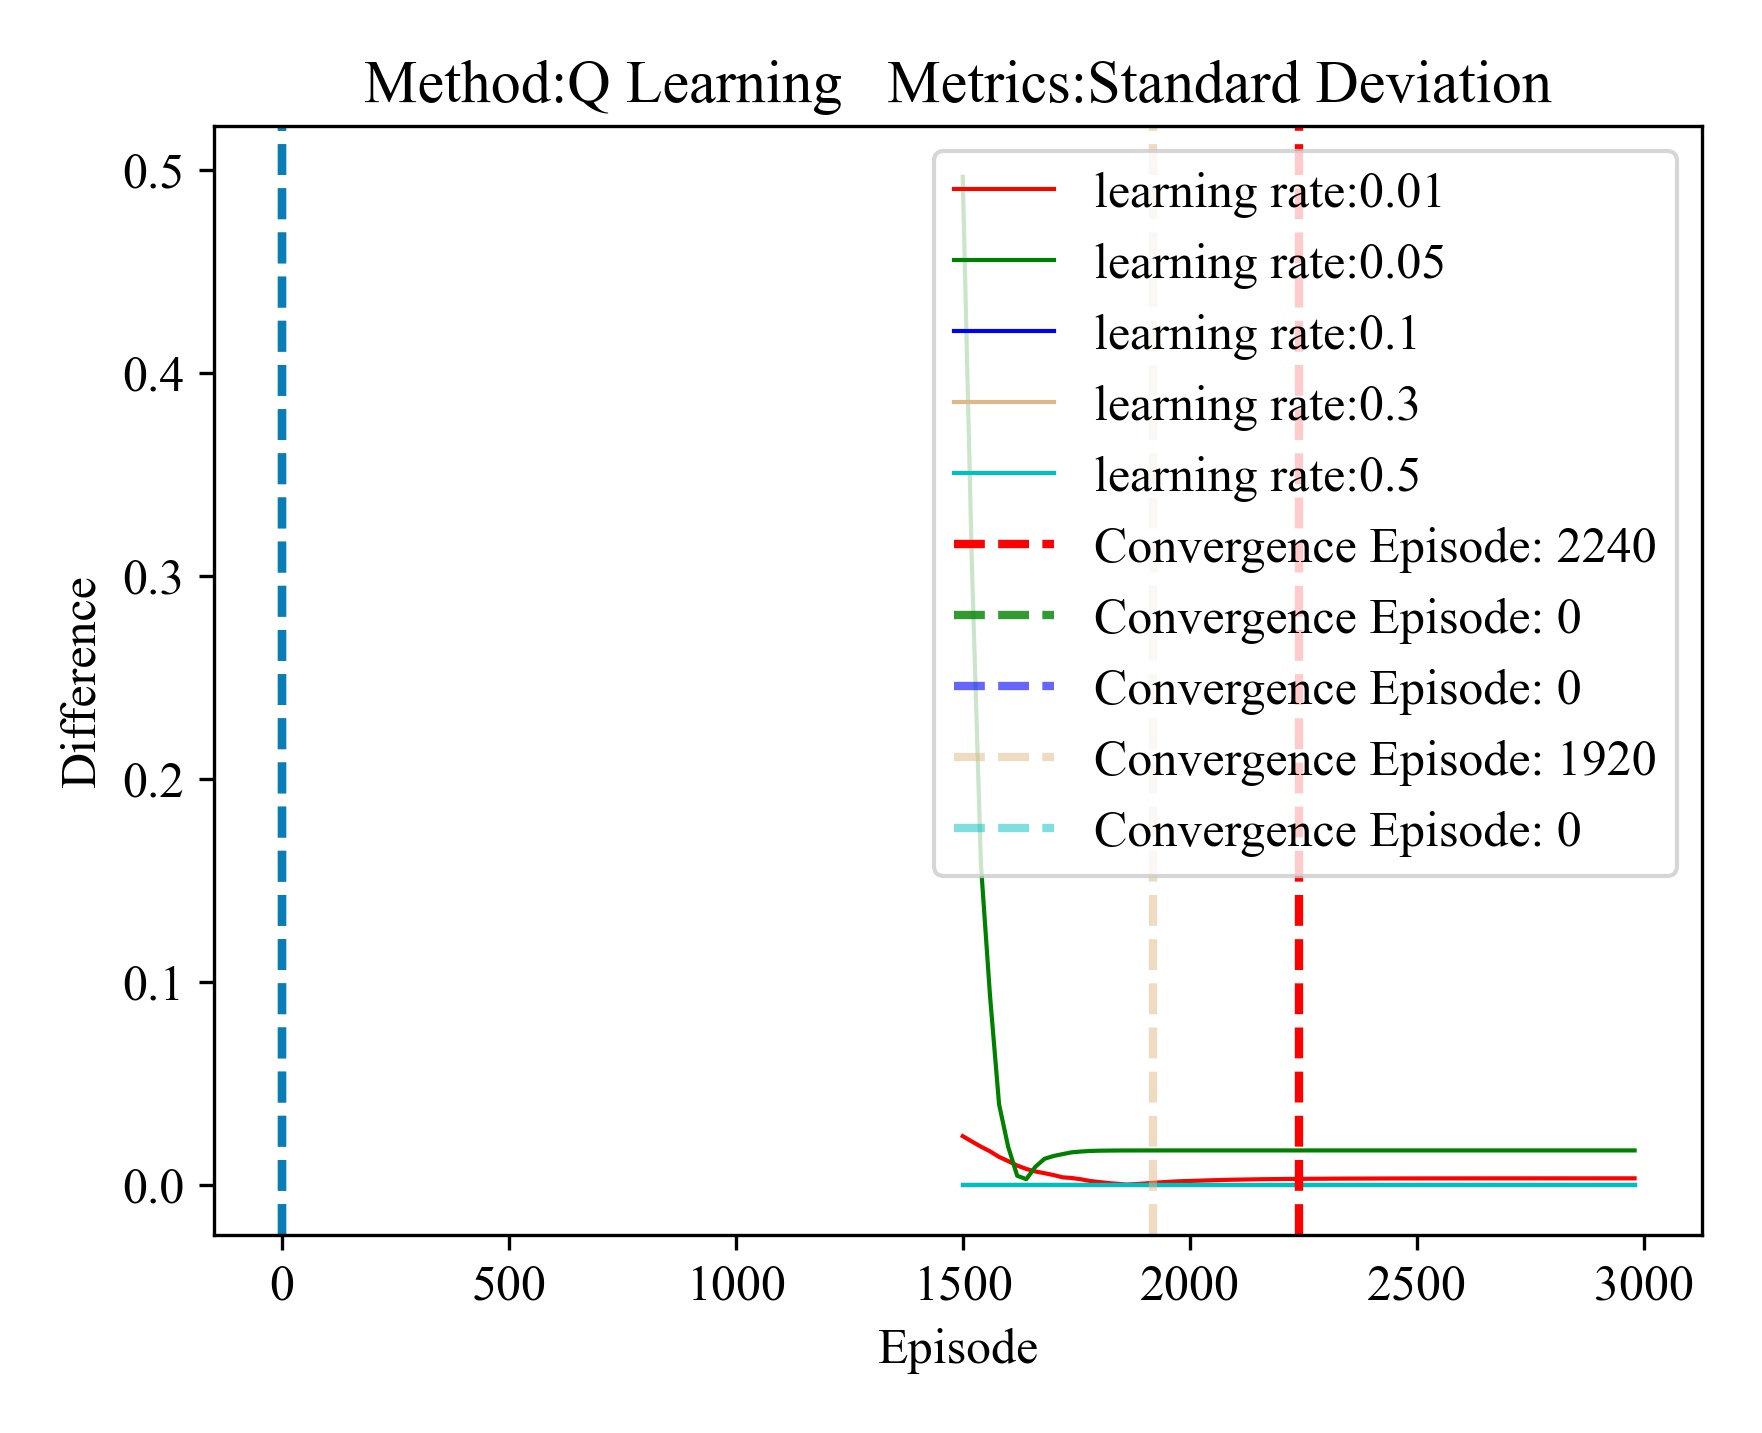 Method:Q Learning   Metrics:Standard Deviation
0.5
0.4
0.3
0.2
0.1
0.0
Difference
learning rate:0.01
learning rate:0.05
learning rate:0.1
learning rate:0.3
learning rate:0.5
Convergence Episode: 2240
Convergence Episode: 0
Convergence Episode: 0
Convergence Episode: 1920
Convergence Episode: 0
0 500 1000 1500 2000 2500 3000
Episode